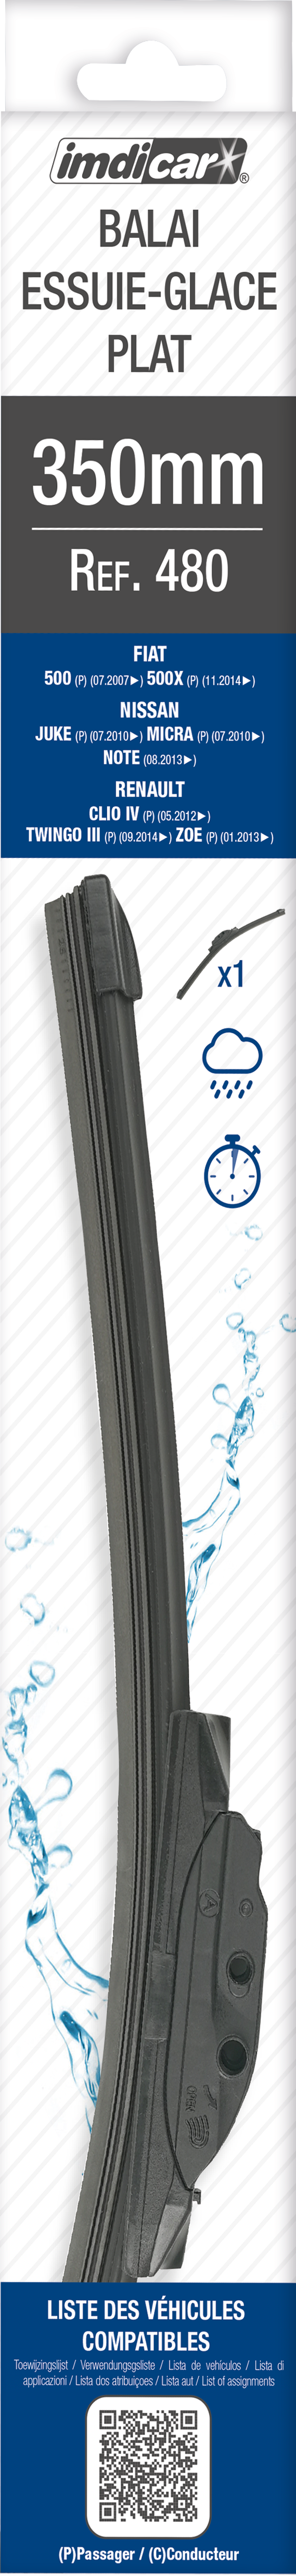 imdicar®
BALAI
ESSUIE-GLACE
PLAT
350mm
REF. 480
FIAT
500 (P) (07.2007►) 500X (P) (11.2014►)
NISSAN
JUKE (P) (07.2010►) MICRA (P) (07.2010►)
NOTE (08.2013►)
RENAULT
CLIO IV (P) (05.2012►)
TWINGO III (P) (09.2014►) ZOE (P) (01.2013►)
x1
A
OPEN
LISTE DES VÉHICULES
COMPATIBLES
Toewijzingslijst / Verwendungsgsliste / Lista de vehículos / Lista di
applicazioni / Lista dos atribuiçoes / Lista aut / List of assignments
(P)Passager / (C)Conducteur